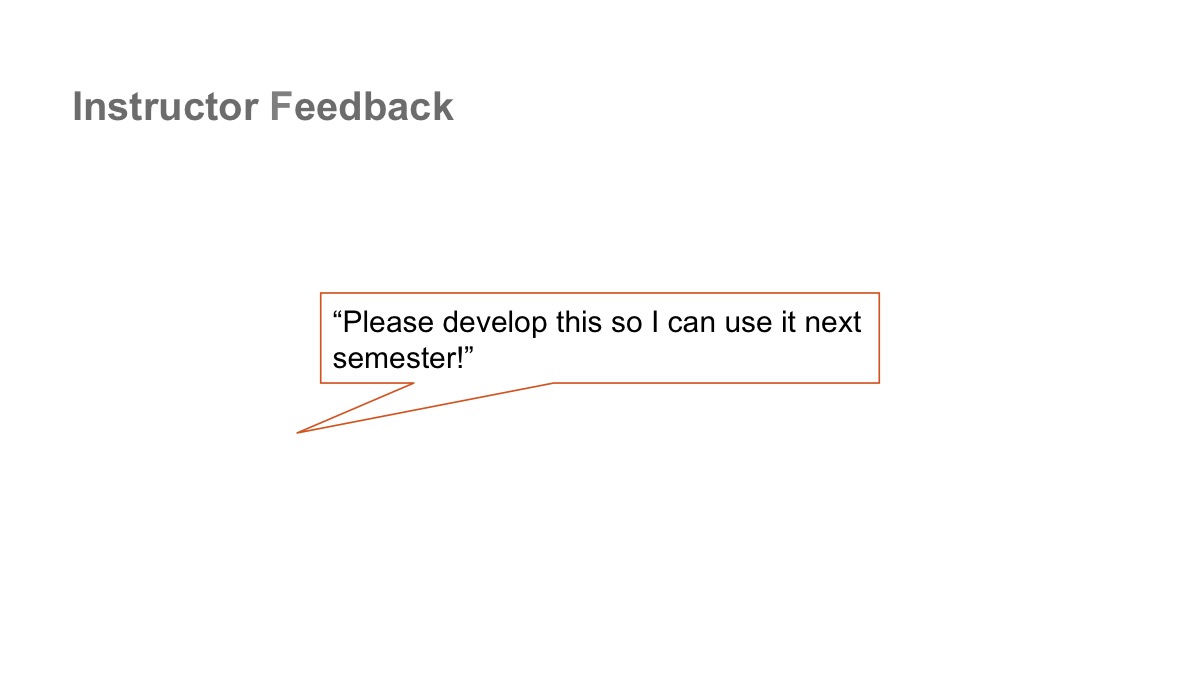 Instructor Feedback
“Please develop this so I can use it next
semester!”